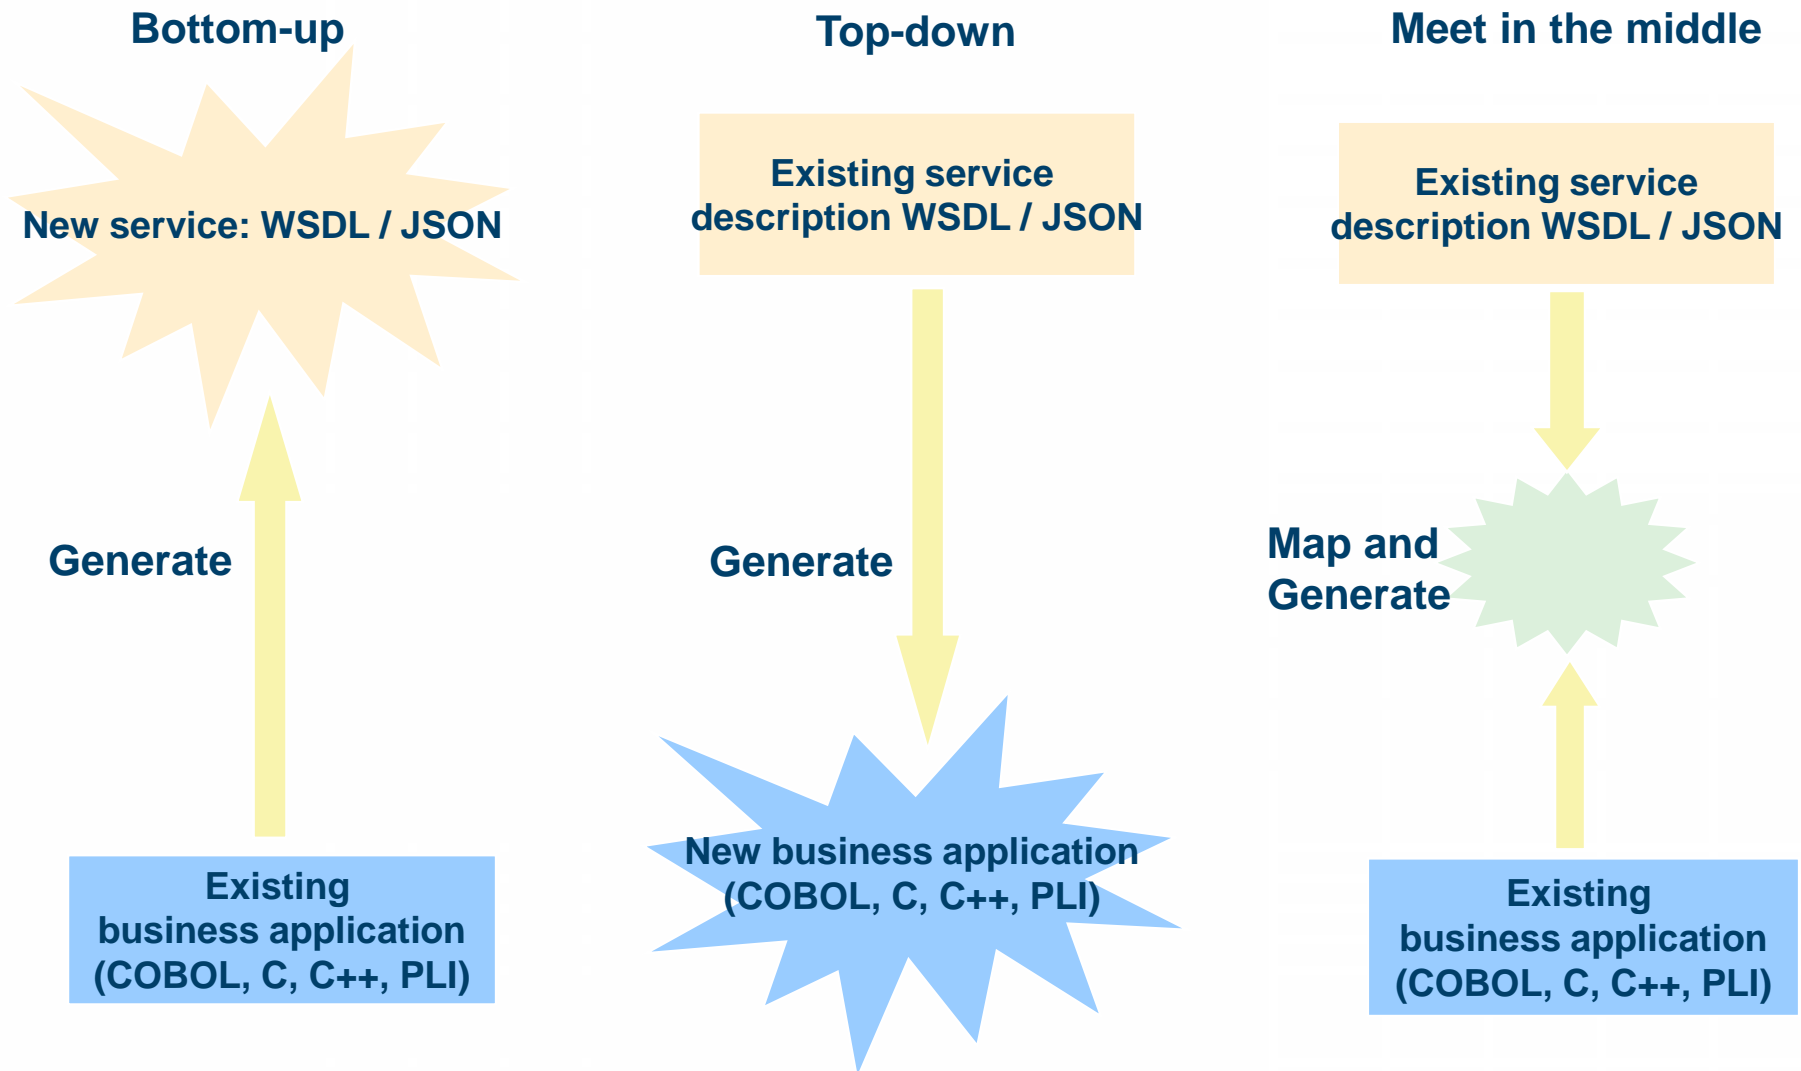 Bottom-up
New service: WSDL / JSON
Generate
Existing
business application
(COBOL, C, C++, PLI)
Top-down
Existing service
description WSDL / JSON
Generate
New business application
(COBOL, C, C++, PLI)
Meet in the middle
Existing service
description WSDL / JSON
Map and
Generate
Existing
business application
(COBOL, C, C++, PLI)